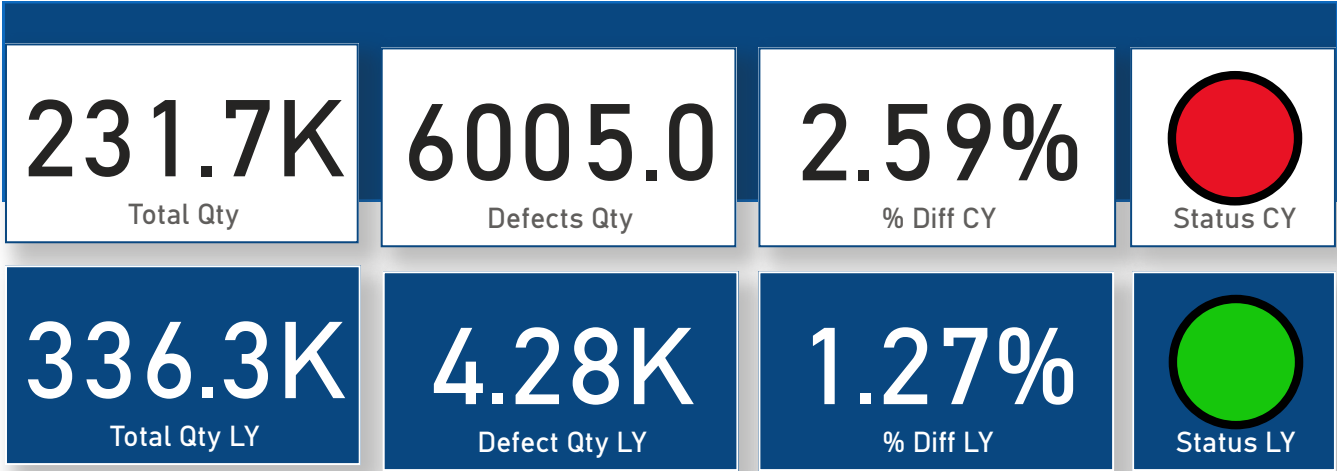 231.7K
Total Qty
6005.0
Defects Qty
2.59%
% Diff CY
Status CY
336.3K
Total Qty LY
4.28K
Defect Qty LY
1.27%
% Diff LY
Status LY